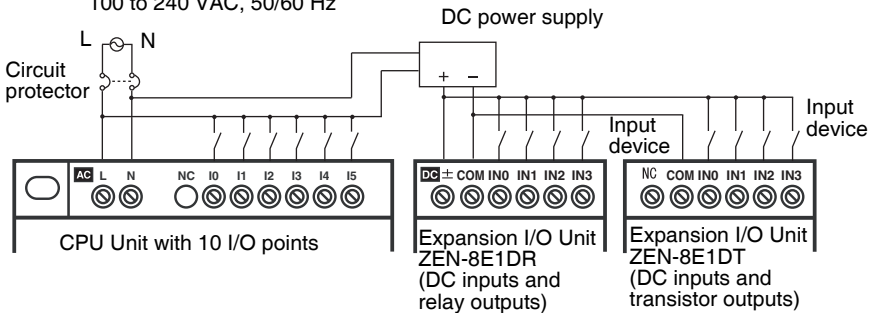 100 to 240 VAC, 50/60 Hz
DC power supply
L N
Circuit
protector
+ −
Input
device
Input
device
AC L N NC I0 I1 I2 I3 I4 I5
DC ± COM IN0 IN1 IN2 IN3
NC COM IN0 IN1 IN2 IN3
CPU Unit with 10 I/O points
Expansion I/O Unit
ZEN-8E1DR
(DC inputs and
relay outputs)
Expansion I/O Unit
ZEN-8E1DT
(DC inputs and
transistor outputs)